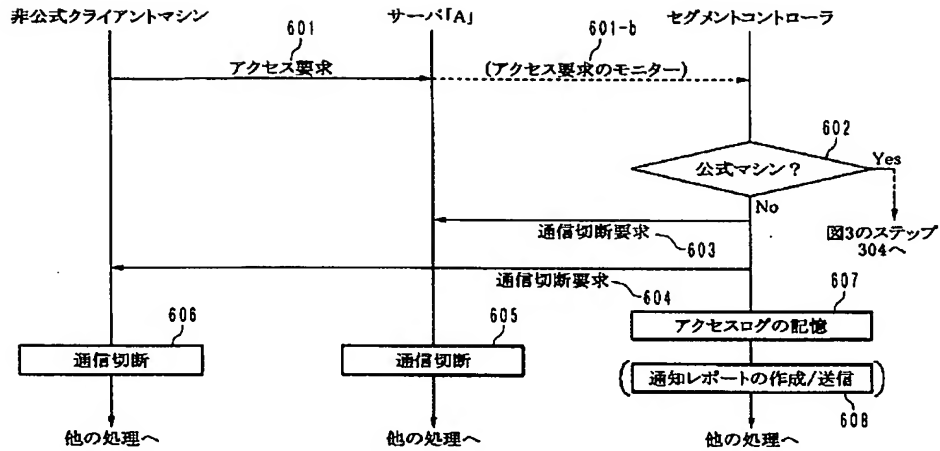 非公式クライアントマシン
サーバ「A」
セグメントコントローラ
601
アクセス要求
601-b
(アクセス要求のモニター)
602
公式マシン?
Yes
No
図3のステップ
304へ
通信切断要求
603
通信切断要求
604
607
アクセスログの記憶
606
通信切断
605
通信切断
(通知レポートの作成/送信)
608
他の処理へ
他の処理へ
他の処理へ